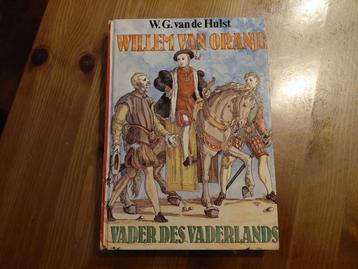 W. G. van de Hulst
WILLEM VAN ORANJE
VADER DES VADERLANDS